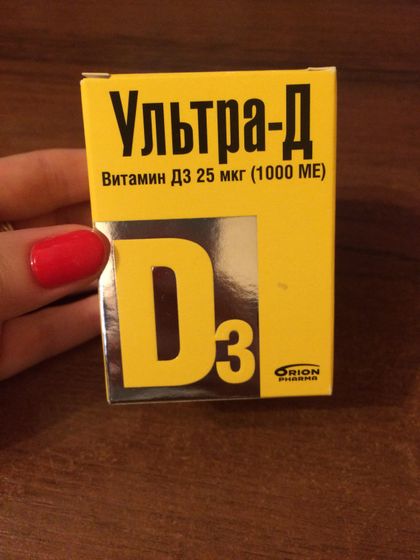 Ультра-Д
Витамин Д3 25 мкг (1000 МЕ)
D3
ORION
PHARMA